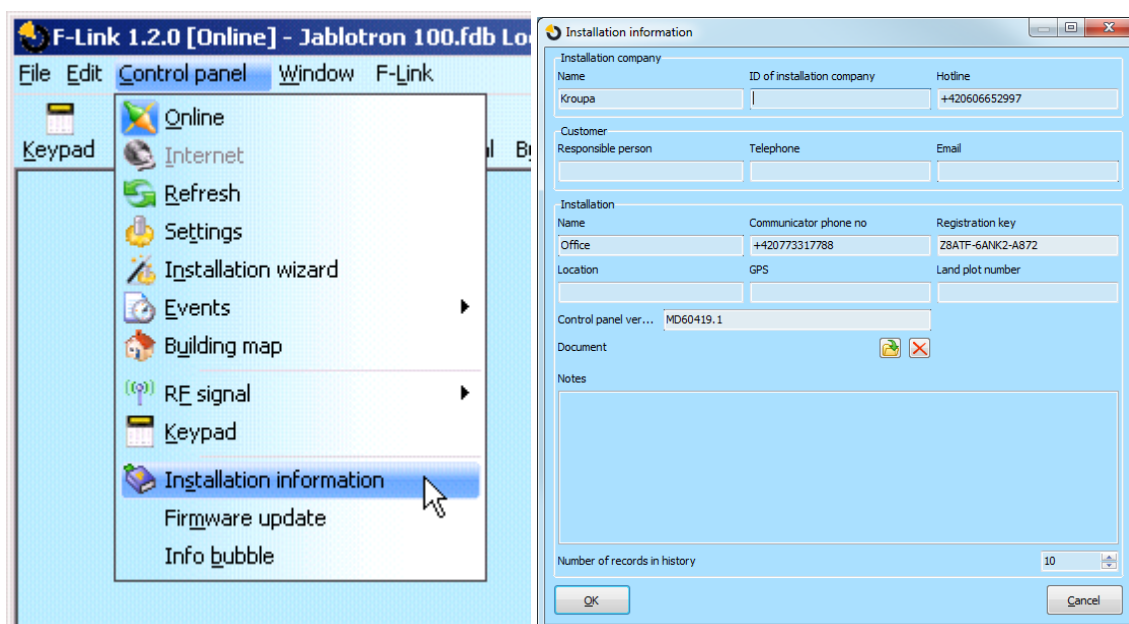 F-Link 1.2.0 [Online] - Jablotron 100.fdb Lo
File Edit Control panel Window F-Link
Keypad
Online
Internet
Refresh
Settings
Installation wizard
Events
Building map
RF signal
Keypad
Installation information
Firmware update
Info bubble
Installation information
Installation company
Name ID of installation company Hotline
Kroupa +420606652997
Customer
Responsible person Telephone Email
Installation
Name Communicator phone no Registration key
Office +420773317788 Z8ATF-6ANK2-A872
Location GPS Land plot number
Control panel ver... MD60419.1
Document
Notes
Number of records in history 10
OK Cancel